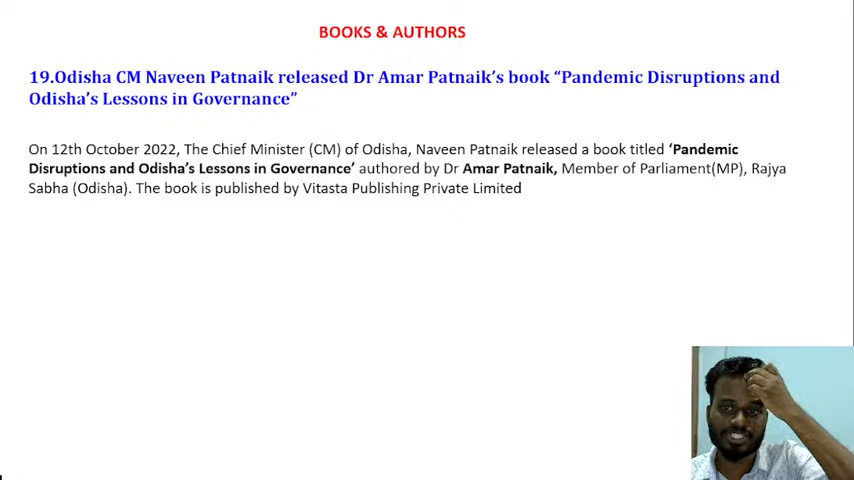 BOOKS & AUTHORS
19.Odisha CM Naveen Patnaik released Dr Amar Patnaik's book “Pandemic Disruptions and
Odisha's Lessons in Governance”
On 12th October 2022, The Chief Minister (CM) of Odisha, Naveen Patnaik released a book titled ‘Pandemic
Disruptions and Odisha's Lessons in Governance’ authored by Dr Amar Patnaik, Member of Parliament(MP), Rajya
Sabha (Odisha). The book is published by Vitasta Publishing Private Limited